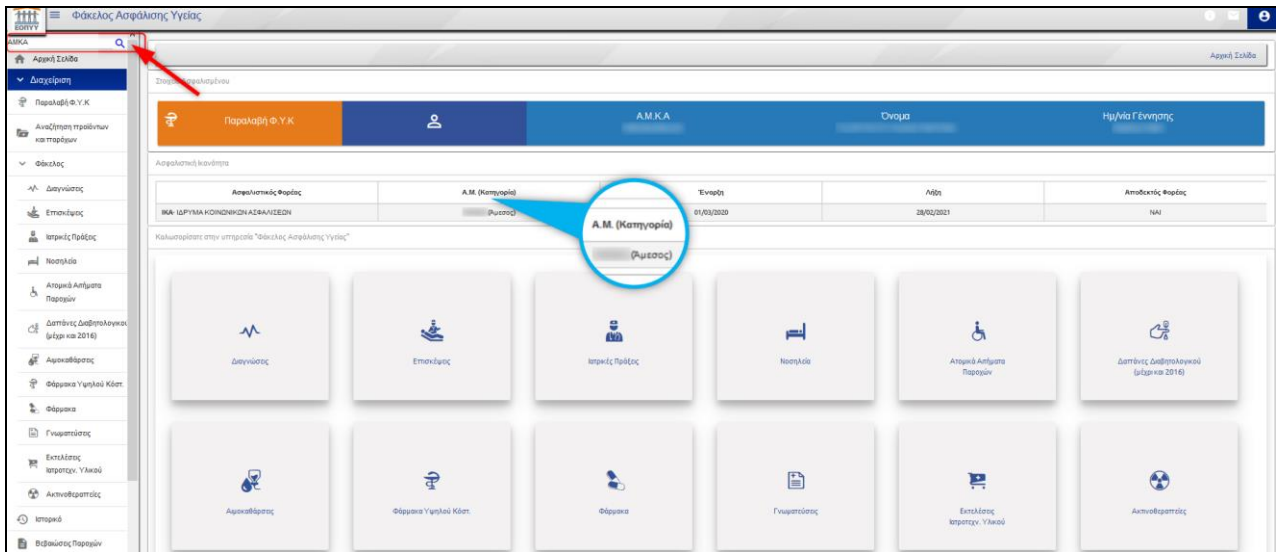 ΕΟΠΥΥ
Φάκελος Ασφάλισης Υγείας
ΑΜΚΑ
Αρχική Σελίδα
Αρχική Σελίδα
Διαχείριση
Παραλαβή Φ.Υ.Κ
Αναζήτηση προϊόντων
και παρόχων
Φάκελος
Διαγνώσεις
Επισκέψεις
Ιατρικές Πράξεις
Νοσηλεία
Ατομικά Αιτήματα
Παροχών
Δαπάνες Διαβητολογικού
(μέχρι και 2016)
Αιμοκαθάρσεις
Φάρμακα Υψηλού Κόστ.
Φάρμακα
Γνωματεύσεις
Εκτελέσεις
Ιατροτεχν. Υλικού
Ακτινοθεραπείες
Ιστορικό
Βεβαιώσεις Παροχών
Παραλαβή Φ.Υ.Κ
Α.Μ.Κ.Α
Όνομα
Ημ/νία Γέννησης
Ασφαλιστική Ικανότητα
Ασφαλιστικός Φορέας
Α.Μ. (Κατηγορία)
Έναρξη
Λήξη
Αποδεκτός Φορέας
ΙΚΑ- ΙΔΡΥΜΑ ΚΟΙΝΩΝΙΚΩΝ ΑΣΦΑΛΙΣΕΩΝ
(Άμεσος)
01/03/2020
28/02/2021
ΝΑΙ
Α.Μ. (Κατηγορία)
(Άμεσος)
Καλωσορίσατε στην υπηρεσία "Φάκελος Ασφάλισης Υγείας"
Διαγνώσεις
Επισκέψεις
Ιατρικές Πράξεις
Νοσηλεία
Ατομικά Αιτήματα
Παροχών
Δαπάνες Διαβητολογικού
(μέχρι και 2016)
Αιμοκαθάρσεις
Φάρμακα Υψηλού Κόστ.
Φάρμακα
Γνωματεύσεις
Εκτελέσεις
Ιατροτεχν. Υλικού
Ακτινοθεραπείες